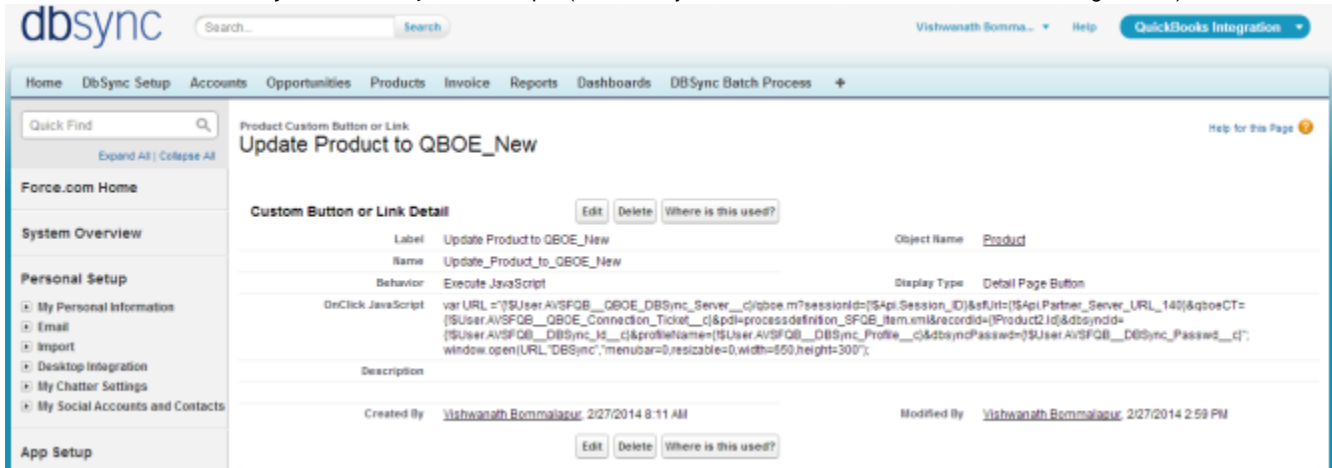 dbsync
Search... Search Vishwanath Bomma... Help QuickBooks Integration
Home DbSync Setup Accounts Opportunities Products Invoice Reports Dashboards DBSync Batch Process +
Quick Find
Expand All | Collapse All
Force.com Home
System Overview
Personal Setup
My Personal Information
Email
Import
Desktop Integration
My Chatter Settings
My Social Accounts and Contacts
App Setup
Product Custom Button or Link
Update Product to QBOE_New
Help for this Page ?
Custom Button or Link Detail Edit Delete Where is this used?
Label Update Product to QBOE_New Object Name Product
Name Update_Product_to_QBOE_New
Behavior Execute JavaScript Display Type Detail Page Button
OnClick JavaScript var URL ="{!$User.AVSFQB__QBOE_DBSync_Server__c}/qboe.m?sessionId={!$Api.Session_ID}&sfUrl={!$Api.Partner_Server_URL_140}&qboeCT=
{!$User.AVSFQB__QBOE_Connection_Ticket__c}&pdl=processdefinition_SFQB_Item.xml&recordId={!Product2.Id}&dbsyncId=
{!$User.AVSFQB__DBSync_Id__c}&profileName={!$User.AVSFQB__DBSync_Profile__c}&dbsyncPasswd={!$User.AVSFQB__DBSync_Passwd__c}";
window.open(URL,"DBSync","menubar=0,resizable=0,width=650,height=300");
Description
Created By Vishwanath Bommalapur, 2/27/2014 8:11 AM Modified By Vishwanath Bommalapur, 2/27/2014 2:59 PM
Edit Delete Where is this used?